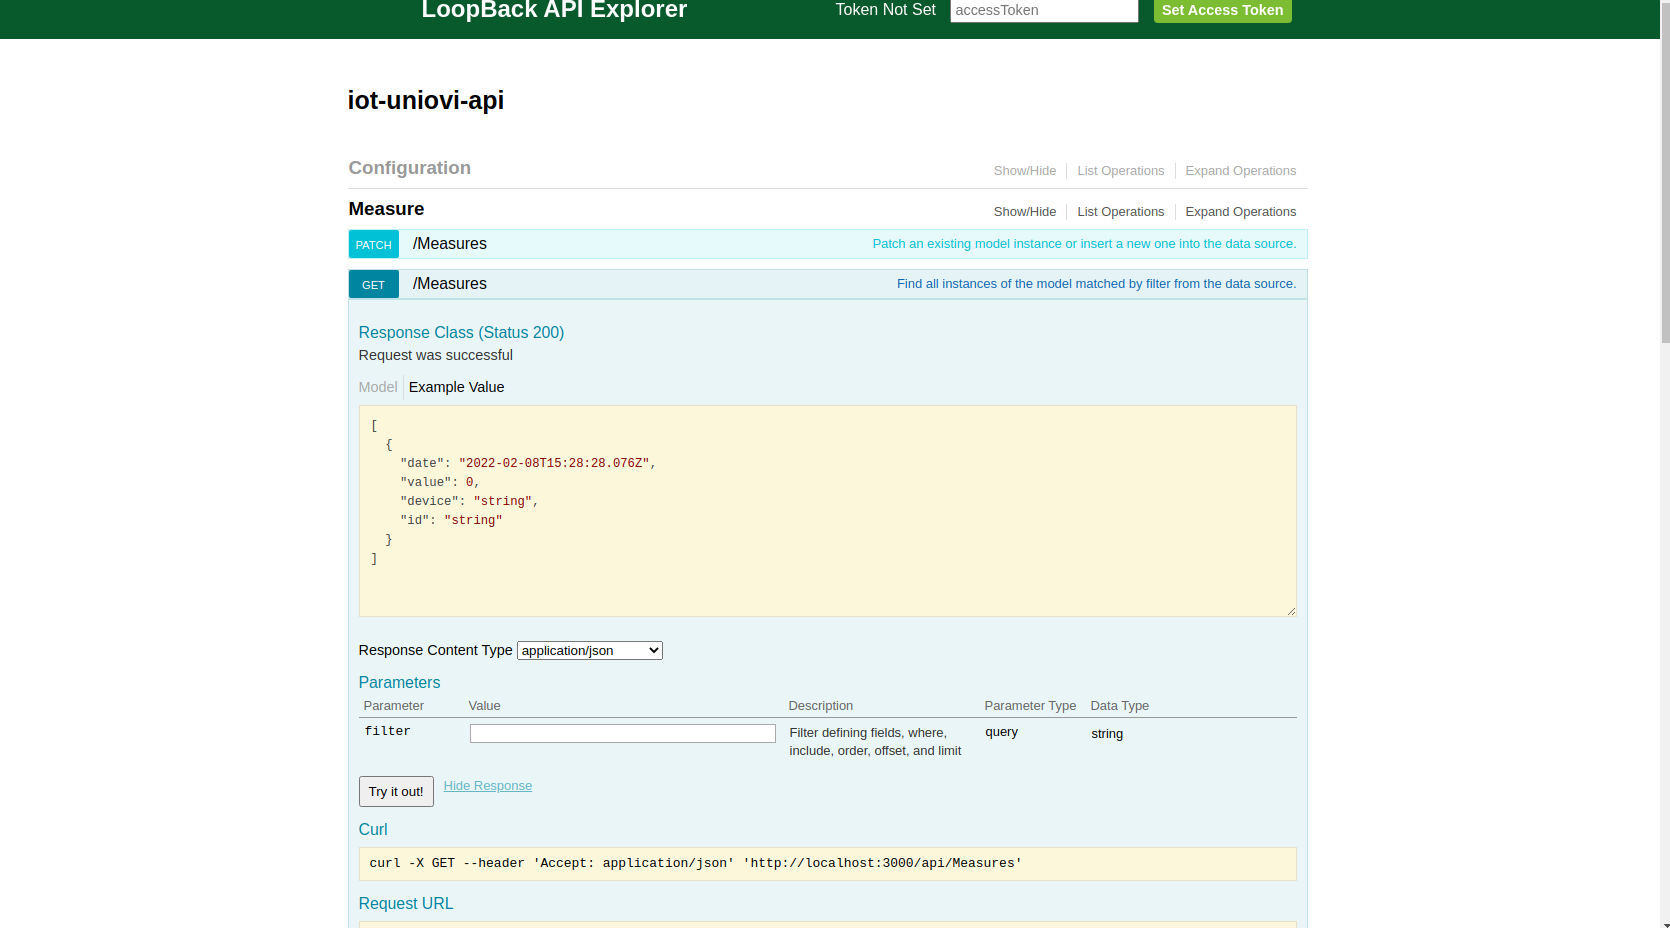 LoopBack API Explorer
Token Not Set
accessToken
Set Access Token
iot-uniovi-api
Configuration
Show/Hide
List Operations
Expand Operations
Measure
Show/Hide
List Operations
Expand Operations
PATCH
/Measures
Patch an existing model instance or insert a new one into the data source.
GET
/Measures
Find all instances of the model matched by filter from the data source.
Response Class (Status 200)
Request was successful
Model
Example Value
[
  {
    "date": "2022-02-08T15:28:28.076Z",
    "value": 0,
    "device": "string",
    "id": "string"
  }
]
Response Content Type
application/json
Parameters
Parameter
Value
Description
Parameter Type
Data Type
filter
Filter defining fields, where,
include, order, offset, and limit
query
string
Try it out!
Hide Response
Curl
curl -X GET --header 'Accept: application/json' 'http://localhost:3000/api/Measures'
Request URL